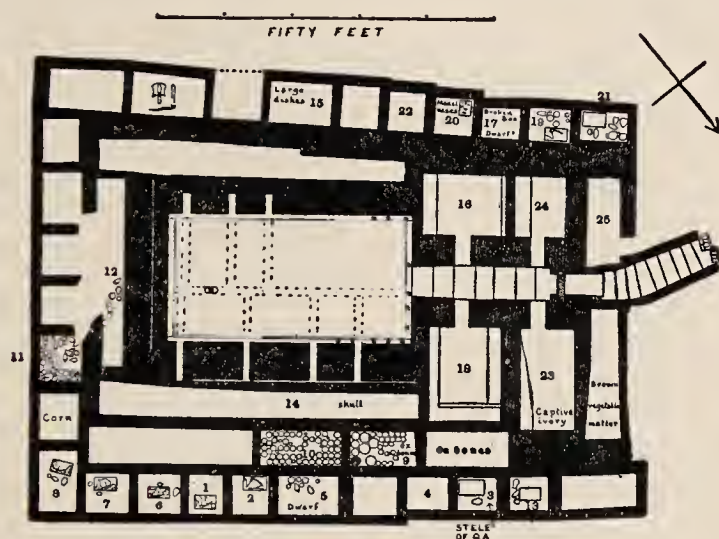 FIFTY FEET
21
Large
dishes 15
22
Model
vases
20
Broken
Box
17
Dwarf
16
24
25
12
11
18
23
Captive
ivory
Brown
vegetable
matter
14 skull
Corn
9
Ox Bones
8
7
6
1
2
5
Dwarf
4
3
13
STELE
OF QA